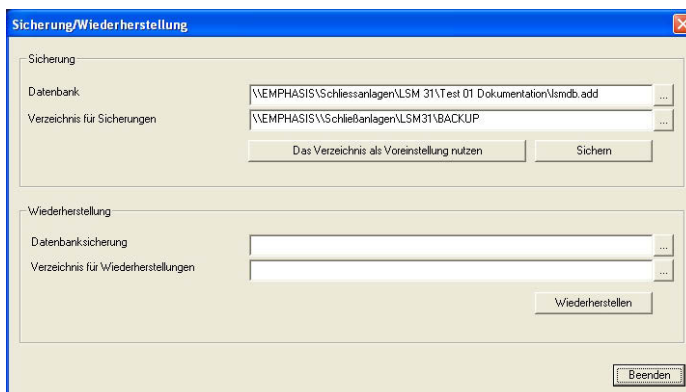 Sicherung/Wiederherstellung
Sicherung
Datenbank \\EMPHASIS\Schliessanlagen\LSM 31\Test 01 Dokumentation\lsmdb.add ...
Verzeichnis für Sicherungen \\EMPHASIS\\Schließanlagen\LSM31\BACKUP ...
Das Verzeichnis als Voreinstellung nutzen Sichern
Wiederherstellung
Datenbanksicherung ...
Verzeichnis für Wiederherstellungen ...
Wiederherstellen
Beenden